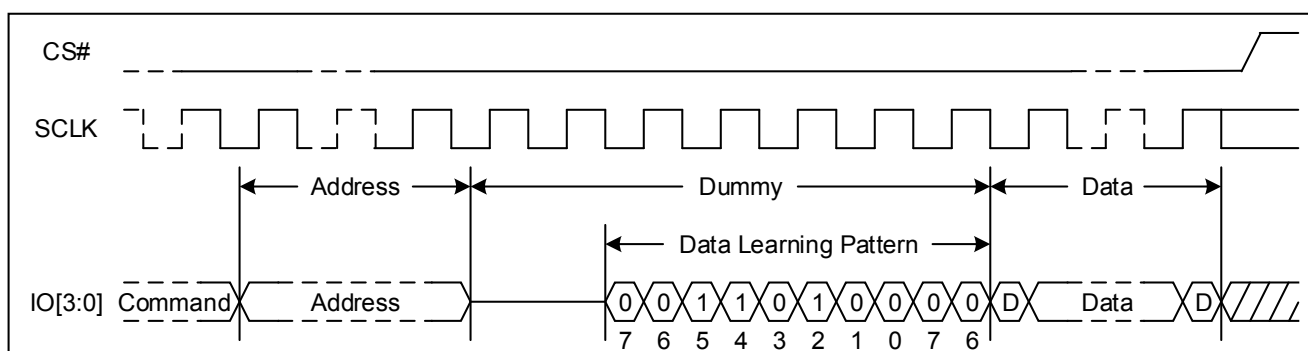 CS#
SCLK
Address Dummy Data
Data Learning Pattern
IO[3:0] Command Address 0 0 1 1 0 1 0 0 0 0 D Data D
7 6 5 4 3 2 1 0 7 6